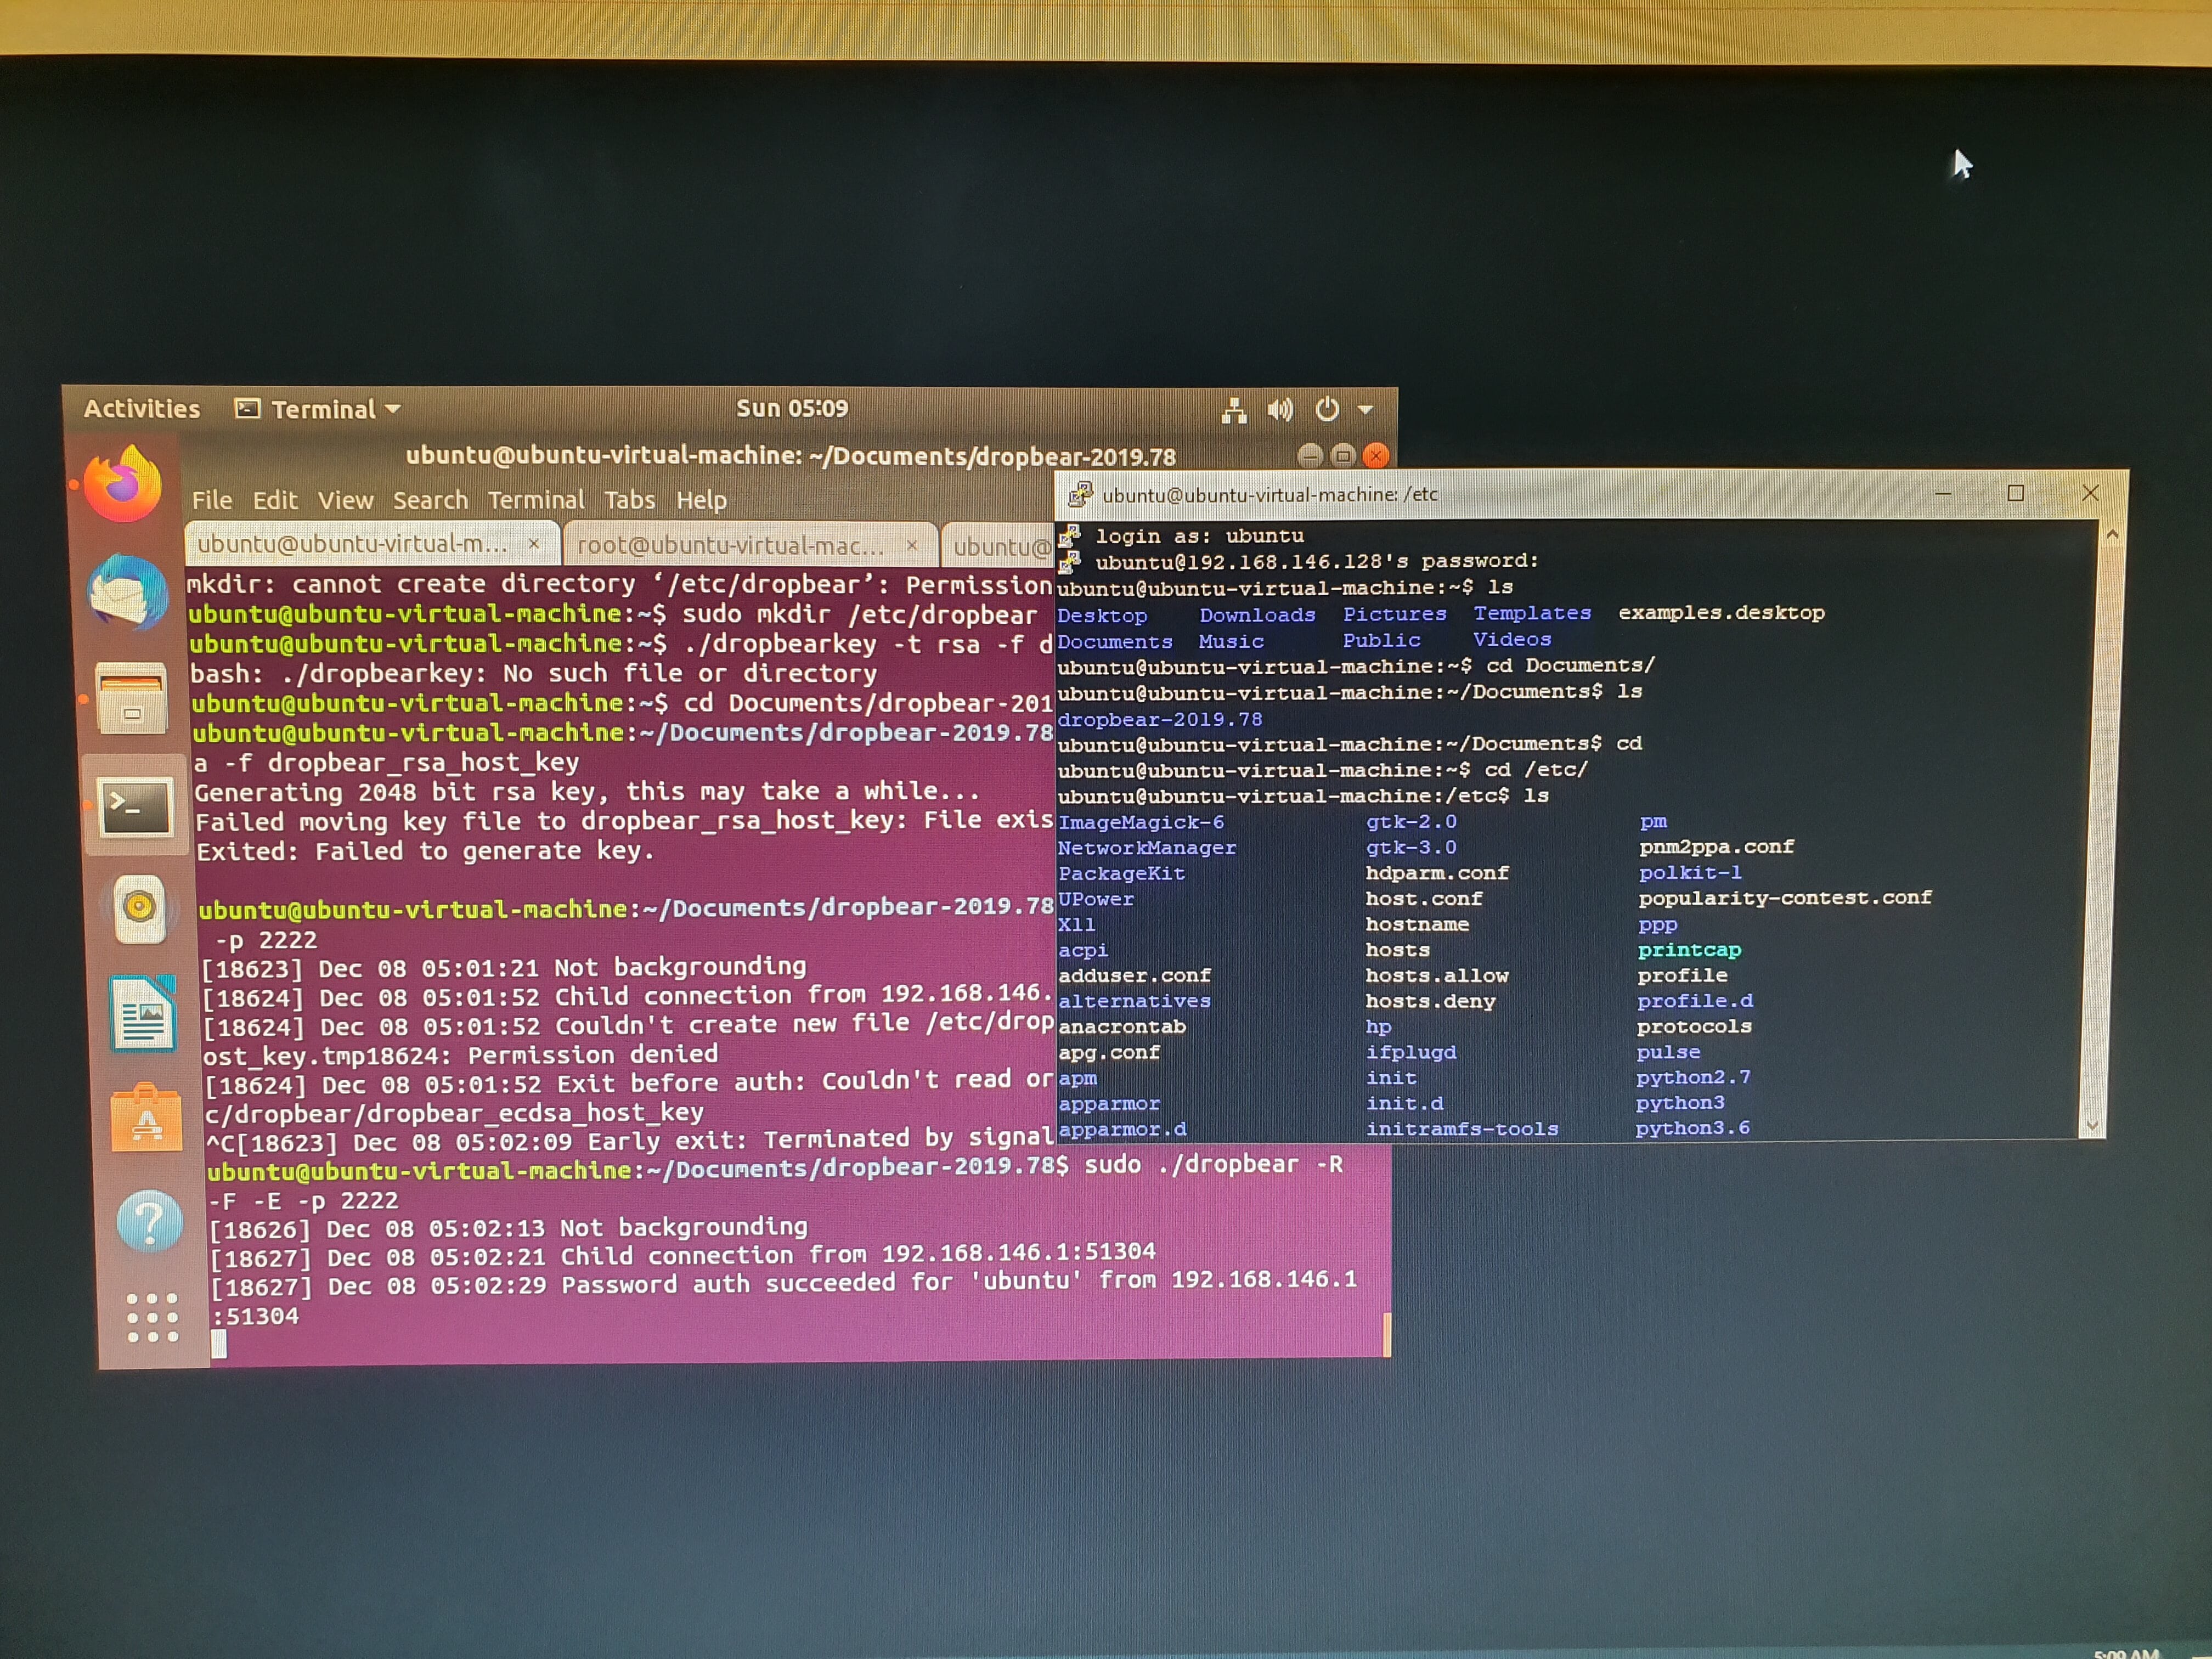 Activities Terminal Sun 05:09
ubuntu@ubuntu-virtual-machine: ~/Documents/dropbear-2019.78
File Edit View Search Terminal Tabs Help
ubuntu@ubuntu-virtual-m... × root@ubuntu-virtual-mac... × ubuntu@
mkdir: cannot create directory ‘/etc/dropbear’: Permission
ubuntu@ubuntu-virtual-machine:~$ sudo mkdir /etc/dropbear
ubuntu@ubuntu-virtual-machine:~$ ./dropbearkey -t rsa -f d
bash: ./dropbearkey: No such file or directory
ubuntu@ubuntu-virtual-machine:~$ cd Documents/dropbear-201
ubuntu@ubuntu-virtual-machine:~/Documents/dropbear-2019.78
a -f dropbear_rsa_host_key
Generating 2048 bit rsa key, this may take a while...
Failed moving key file to dropbear_rsa_host_key: File exis
Exited: Failed to generate key.
ubuntu@ubuntu-virtual-machine:~/Documents/dropbear-2019.78
-p 2222
[18623] Dec 08 05:01:21 Not backgrounding
[18624] Dec 08 05:01:52 Child connection from 192.168.146.
[18624] Dec 08 05:01:52 Couldn't create new file /etc/drop
ost_key.tmp18624: Permission denied
[18624] Dec 08 05:01:52 Exit before auth: Couldn't read or
c/dropbear/dropbear_ecdsa_host_key
^C[18623] Dec 08 05:02:09 Early exit: Terminated by signal
ubuntu@ubuntu-virtual-machine:~/Documents/dropbear-2019.78$ sudo ./dropbear -R
-F -E -p 2222
[18626] Dec 08 05:02:13 Not backgrounding
[18627] Dec 08 05:02:21 Child connection from 192.168.146.1:51304
[18627] Dec 08 05:02:29 Password auth succeeded for 'ubuntu' from 192.168.146.1
:51304
ubuntu@ubuntu-virtual-machine: /etc
login as: ubuntu
ubuntu@192.168.146.128's password:
ubuntu@ubuntu-virtual-machine:~$ ls
Desktop Downloads Pictures Templates examples.desktop
Documents Music Public Videos
ubuntu@ubuntu-virtual-machine:~$ cd Documents/
ubuntu@ubuntu-virtual-machine:~/Documents$ ls
dropbear-2019.78
ubuntu@ubuntu-virtual-machine:~/Documents$ cd
ubuntu@ubuntu-virtual-machine:~$ cd /etc/
ubuntu@ubuntu-virtual-machine:/etc$ ls
ImageMagick-6 gtk-2.0 pm
NetworkManager gtk-3.0 pnm2ppa.conf
PackageKit hdparm.conf polkit-1
UPower host.conf popularity-contest.conf
X11 hostname ppp
acpi hosts printcap
adduser.conf hosts.allow profile
alternatives hosts.deny profile.d
anacrontab hp protocols
apg.conf ifplugd pulse
apm init python2.7
apparmor init.d python3
apparmor.d initramfs-tools python3.6